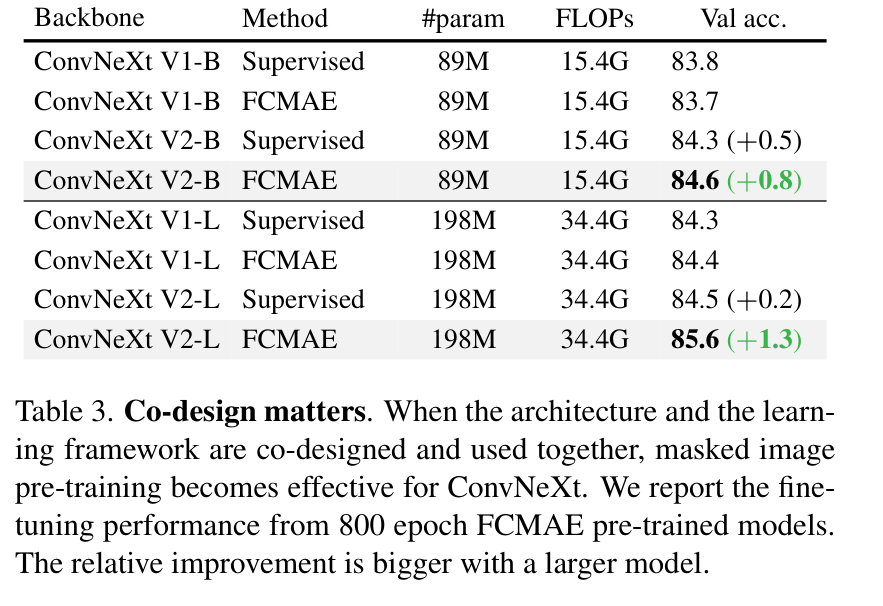 Backbone Method #param FLOPs Val acc.
ConvNeXt V1-B Supervised 89M 15.4G 83.8
ConvNeXt V1-B FCMAE 89M 15.4G 83.7
ConvNeXt V2-B Supervised 89M 15.4G 84.3 (+0.5)
ConvNeXt V2-B FCMAE 89M 15.4G 84.6 (+0.8)
ConvNeXt V1-L Supervised 198M 34.4G 84.3
ConvNeXt V1-L FCMAE 198M 34.4G 84.4
ConvNeXt V2-L Supervised 198M 34.4G 84.5 (+0.2)
ConvNeXt V2-L FCMAE 198M 34.4G 85.6 (+1.3)
Table 3. Co-design matters. When the architecture and the learn-
ing framework are co-designed and used together, masked image
pre-training becomes effective for ConvNeXt. We report the fine-
tuning performance from 800 epoch FCMAE pre-trained models.
The relative improvement is bigger with a larger model.